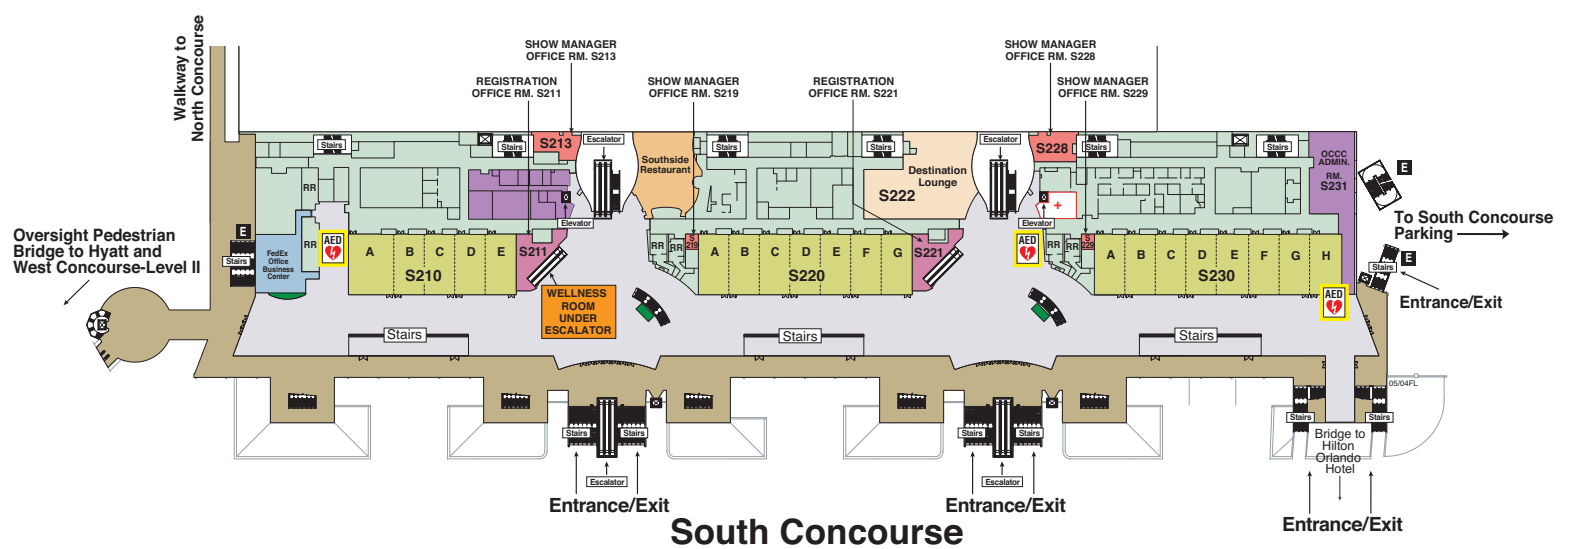 Walkway to
North Concourse
SHOW MANAGER
OFFICE RM. S213
REGISTRATION
OFFICE RM. S211
SHOW MANAGER
OFFICE RM. S219
REGISTRATION
OFFICE RM. S221
SHOW MANAGER
OFFICE RM. S228
SHOW MANAGER
OFFICE RM. S229
Stairs
Stairs
S213
Escalator
Southside
Restaurant
Stairs
Stairs
Destination
Lounge
S222
Escalator
S228
Stairs
Stairs
OCCC
ADMIN.
RM.
S231
E
To South Concourse
Parking
RR
Elevator
Elevator
+
Oversight Pedestrian
Bridge to Hyatt and
West Concourse-Level II
E
Stairs
FedEx
Office
Business
Center
RR
AED
A B C D E
S210
S211
RR
RR
S
219
A B C D E F G
S220
S221
AED
RR
RR
S
229
A B C D E F G H
S230
E
Stairs
Entrance/Exit
AED
WELLNESS
ROOM
UNDER
ESCALATOR
Stairs
Stairs
Stairs
05/04FL
Stairs
Stairs
Stairs
Stairs
Stairs
Stairs
Bridge to
Hilton
Orlando
Hotel
Escalator
Escalator
Entrance/Exit
Entrance/Exit
Entrance/Exit
South Concourse